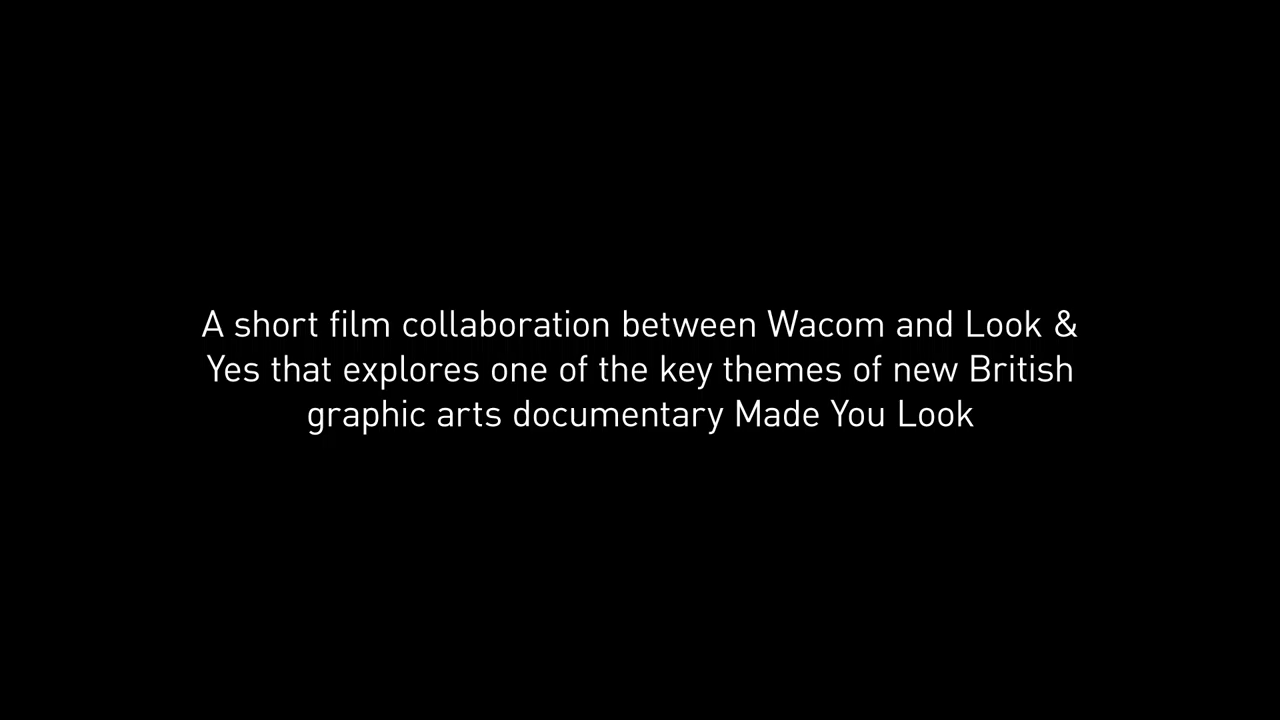 A short film collaboration between Wacom and Look &
Yes that explores one of the key themes of new British
graphic arts documentary Made You Look